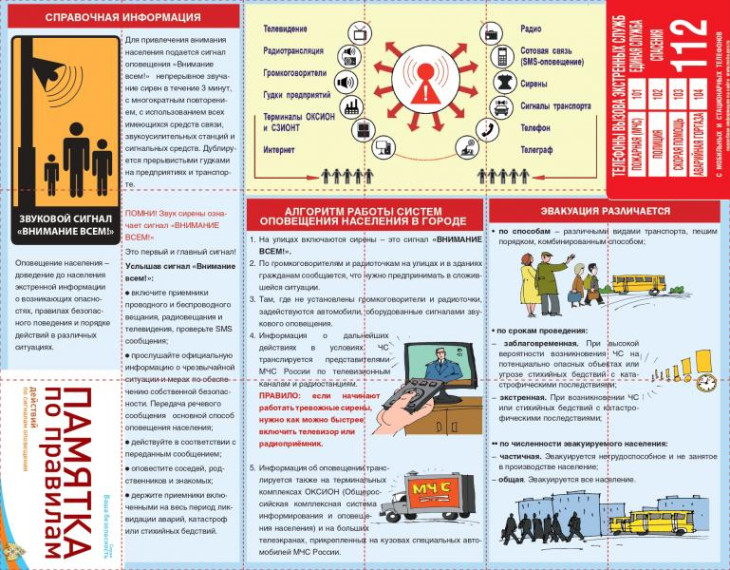 СПРАВОЧНАЯ ИНФОРМАЦИЯ
ЗВУКОВОЙ СИГНАЛ
«ВНИМАНИЕ ВСЕМ!»
Оповещение населения –
доведение до населения
экстренной информации
о возникающих опасно-
стях, правилах безопас-
ного поведения и порядке
действий в различных
ситуациях.
Для привлечения внимания
населения подается сигнал
оповещения «Внимание
всем!» непрерывное звуча-
ние сирен в течение 3 минут,
с многократным повторени-
ем, с использованием всех
имеющихся средств связи,
звукоусилительных станций и
сигнальных средств. Дублиру-
ется прерывистыми гудками
на предприятиях и транспор-
те.
ПОМНИ! Звук сирены озна-
чает сигнал «ВНИМАНИЕ
ВСЕМ!»
Это первый и главный сигнал!
Услышав сигнал «Внимание
всем!»:
● включите приемники
проводного и беспроводного
вещания, радиовещания и
телевидения, проверьте SMS
сообщения;
● прослушайте официальную
информацию о чрезвычайной
ситуации и мерах по обеспе-
чению собственной безопас-
ности. Передача речевого
сообщения основной способ
оповещения населения;
● действуйте в соответствии с
переданным сообщением;
● оповестите соседей, род-
ственников и знакомых;
● держите приемники вклю-
ченными на весь период лик-
видации аварий, катастроф
или стихийных бедствий.
ПАМЯТКА
по правилам
действий
по сигналам оповещения
Ваша безопасность
Телевидение
Радиотрансляция
Громкоговорители
Гудки предприятий
Терминалы ОКСИОН
и СЗИОНТ
Интернет
Радио
Сотовая связь
(SMS-оповещение)
Сирены
Сигналы транспорта
Телефон
Телеграф
ТЕЛЕФОНЫ ВЫЗОВА ЭКСТРЕННЫХ СЛУЖБ
ЕДИНАЯ СЛУЖБА
СПАСЕНИЯ
112
ПОЖАРНАЯ (МЧС) 101
ПОЛИЦИЯ 102
СКОРАЯ ПОМОЩЬ 103
АВАРИЙНАЯ ГОРГАЗА 104
С МОБИЛЬНЫХ И СТАЦИОНАРНЫХ ТЕЛЕФОНОВ
АЛГОРИТМ РАБОТЫ СИСТЕМ
ОПОВЕЩЕНИЯ НАСЕЛЕНИЯ В ГОРОДЕ
1. На улицах включаются сирены – это сигнал «ВНИМАНИЕ
ВСЕМ!».
2. По громкоговорителям и радиоточкам на улицах и в зданиях
гражданам сообщается, что нужно предпринимать в сложив-
шейся ситуации.
3. Там, где не установлены громкоговорители и радиоточки,
задействуются автомобили, оборудованные сигналами зву-
кового оповещения.
4. Информация о дальнейших
действиях в условиях ЧС
транслируется представителями
МЧС России по телевизионным
каналам и радиостанциям.
ПРАВИЛО: если начинают
работать тревожные сирены,
нужно как можно быстрее
включить телевизор или
радиоприёмник.
5. Информация об оповещении транс-
лируется также на терминальных
комплексах ОКСИОН (Общерос-
сийская комплексная система
информирования и оповеще-
ния населения) и на больших
телеэкранах, прикрепленных на кузовах специальных авто-
мобилей МЧС России.
МЧС
ЭВАКУАЦИЯ РАЗЛИЧАЕТСЯ
• по способам – различными видами транспорта, пешим
порядком, комбинированным способом;
• по срокам проведения:
– заблаговременная. При высокой
вероятности возникновения ЧС на
потенциально опасных объектах или
угрозе стихийных бедствий с ката-
строфическими последствиями;
– экстренная. При возникновении ЧС
или стихийных бедствий с катастро-
фическими последствиями;
•• по численности эвакуируемого населения:
– частичная. Эвакуируется нетрудоспособное и не занятое
в производстве население;
– общая. Эвакуируется все население.